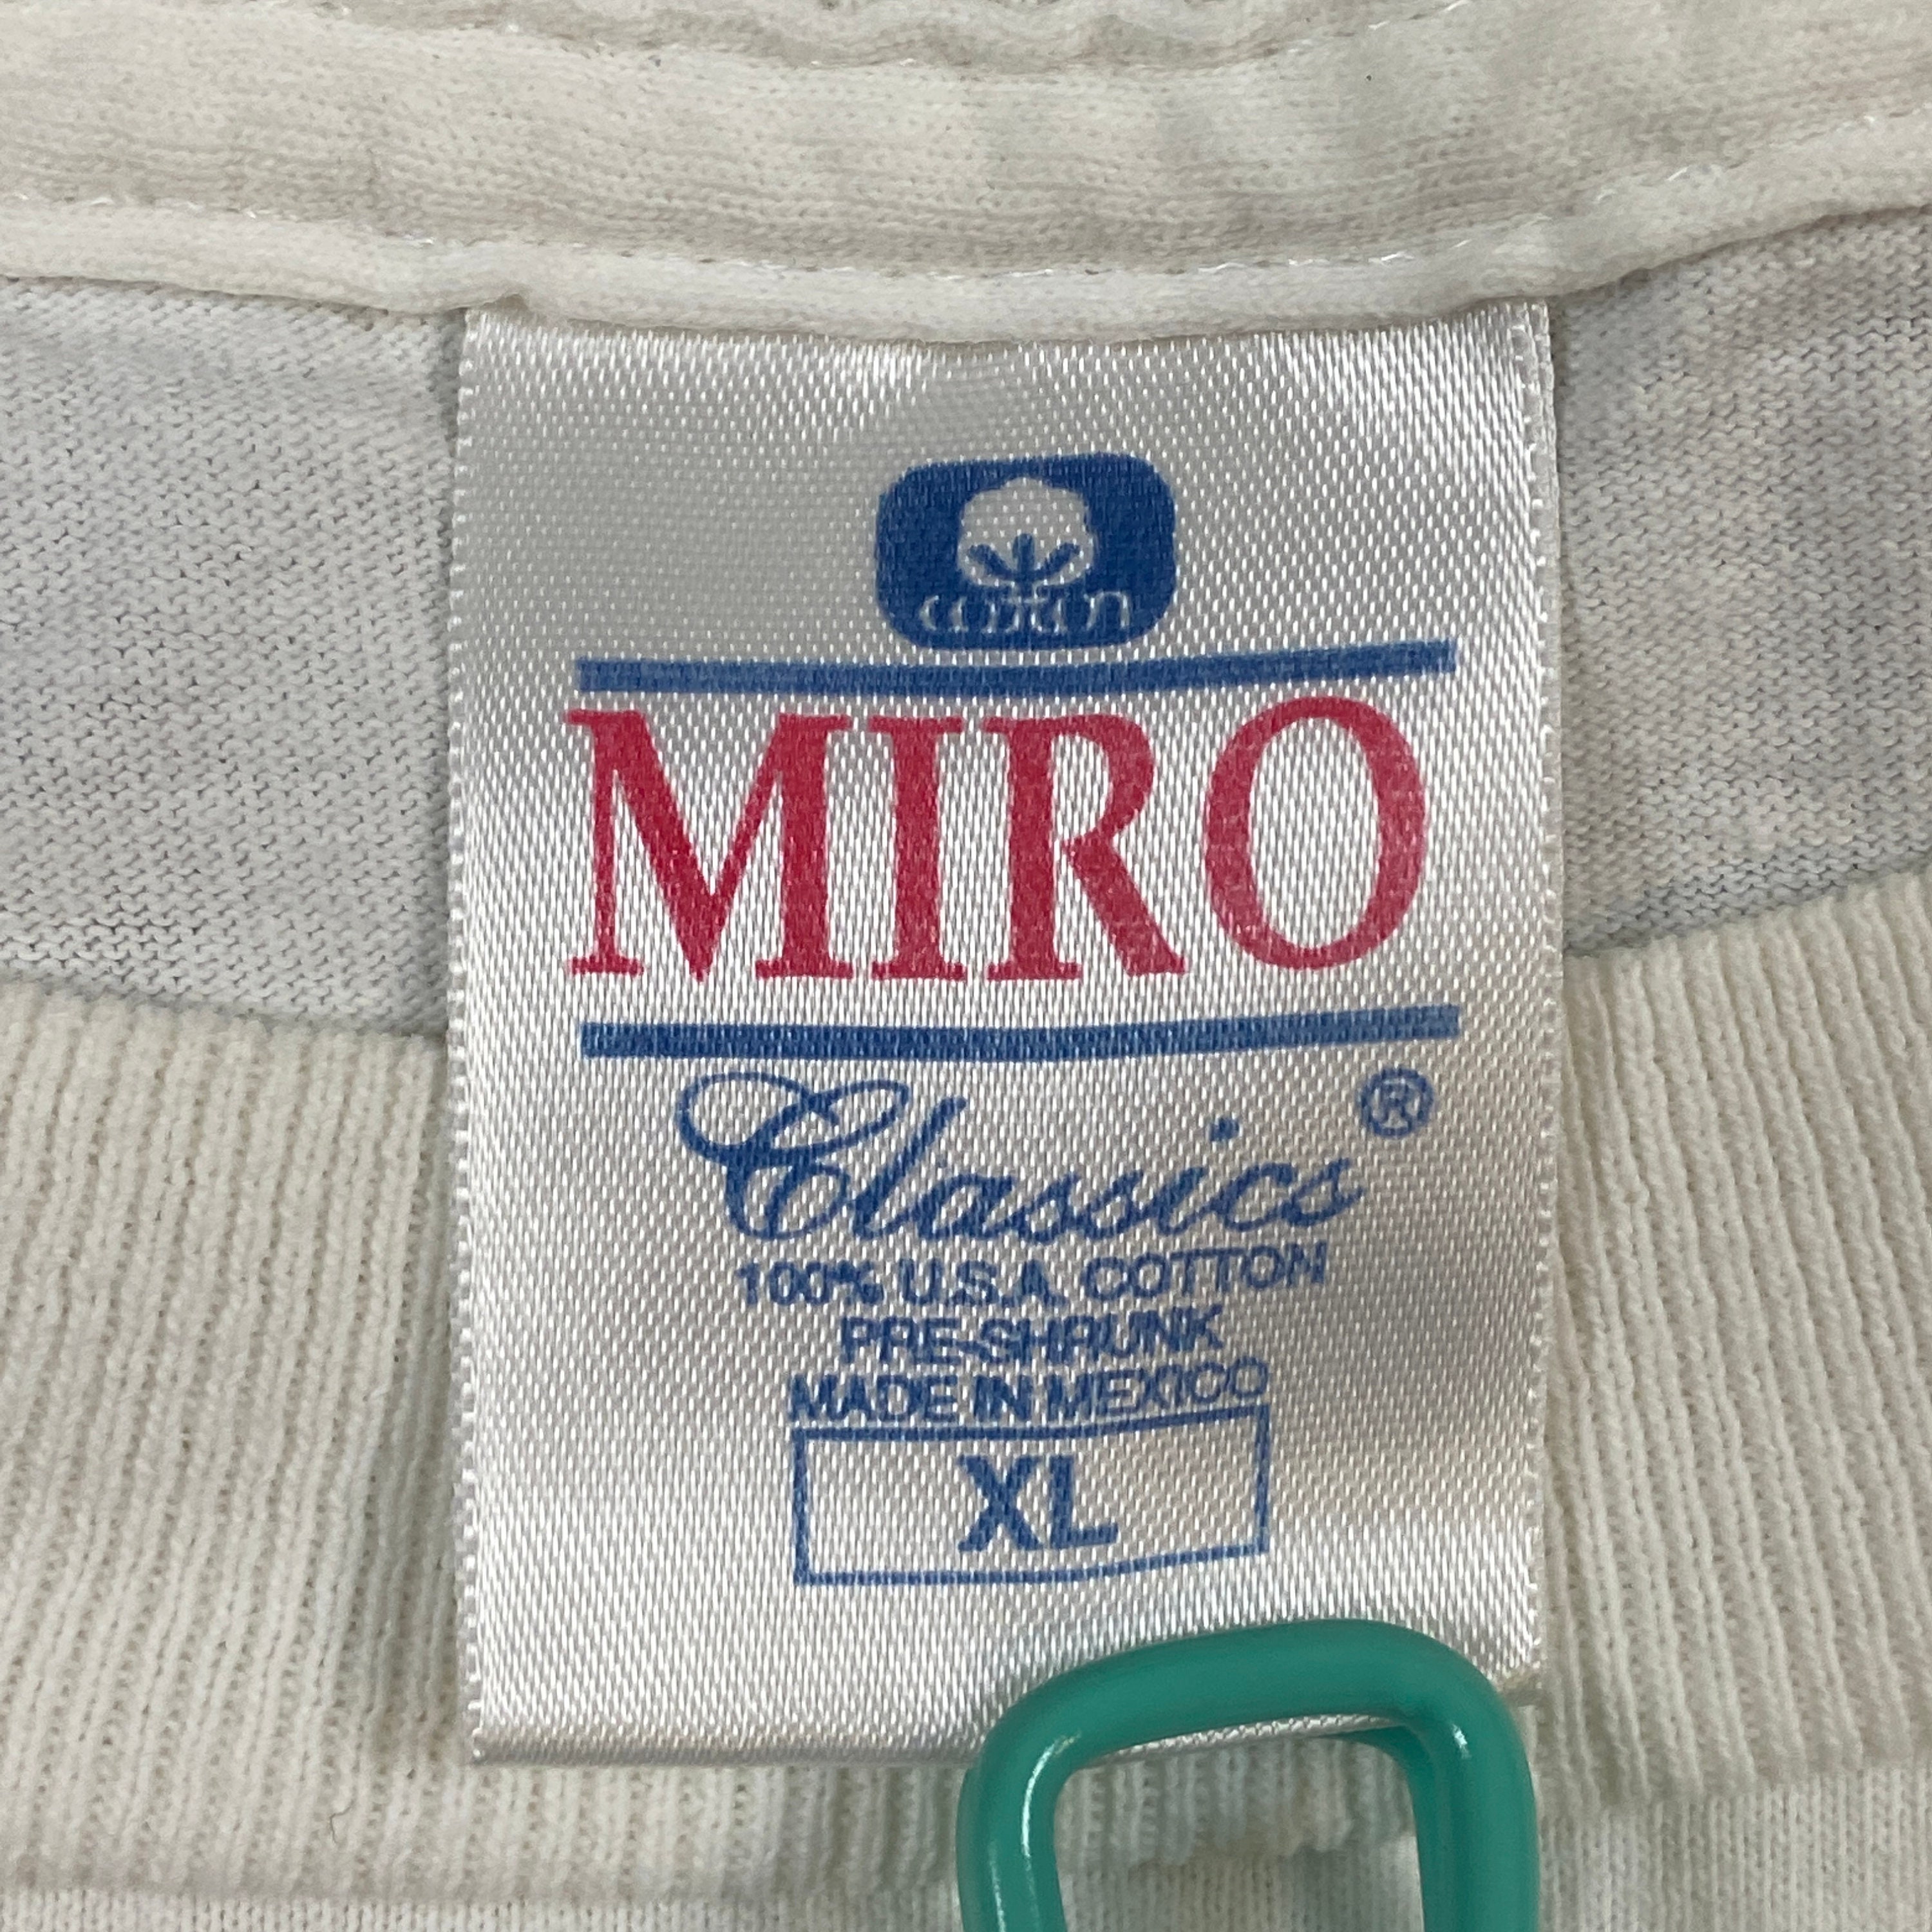 cotton
MIRO
Classics ®
100% U.S.A. COTTON
PRE-SHRUNK
MADE IN MEXICO
XL